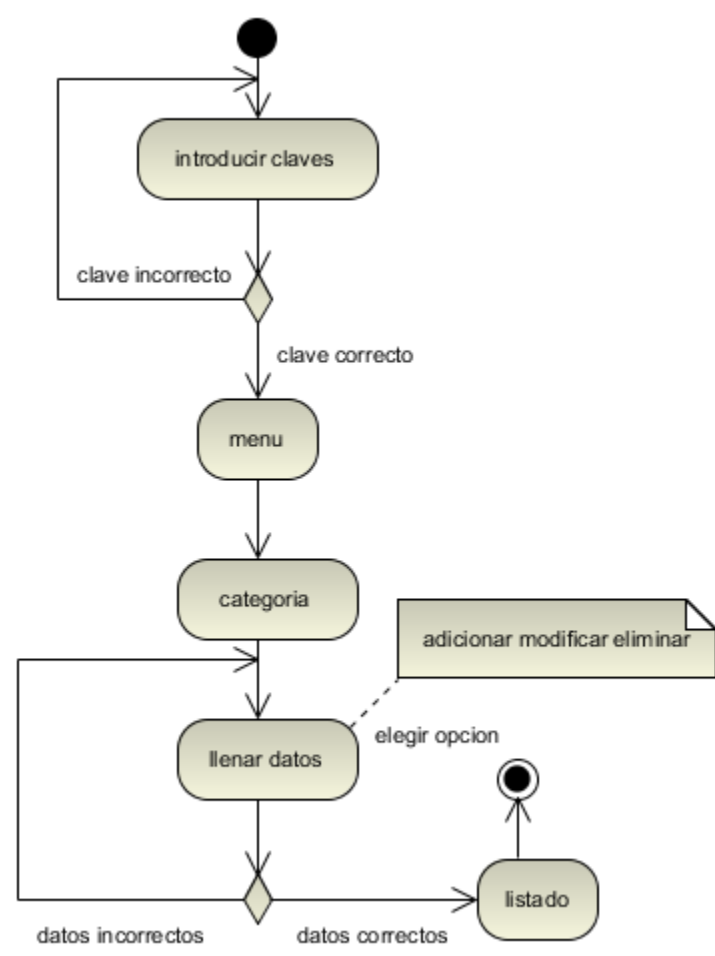 introducir claves
clave incorrecto
clave correcto
menu
categoria
adicionar modificar eliminar
elegir opcion
llenar datos
listado
datos incorrectos
datos correctos